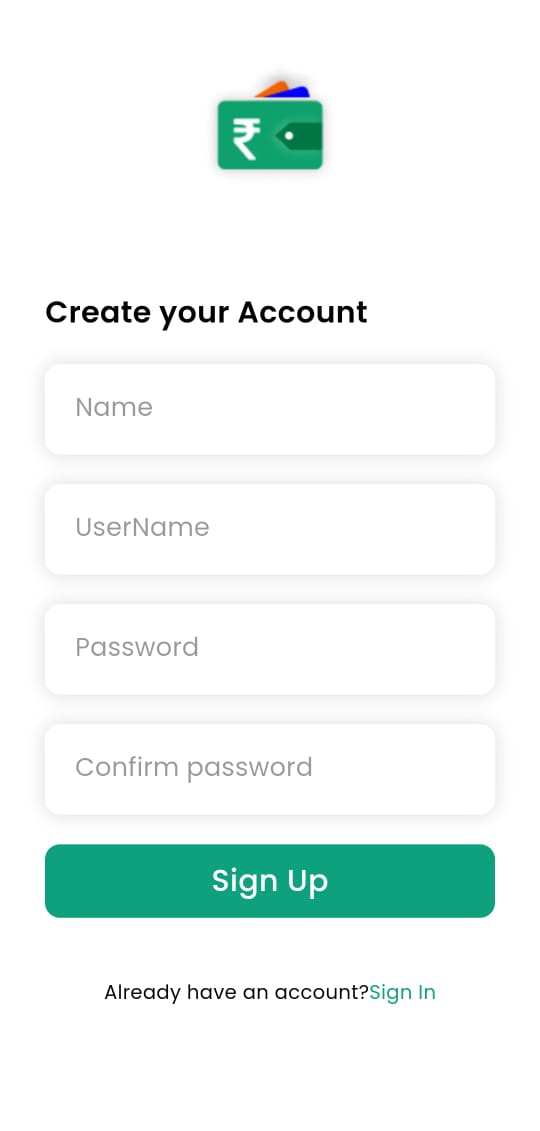 ₹
Create your Account
Name
UserName
Password
Confirm password
Sign Up
Already have an account?Sign In